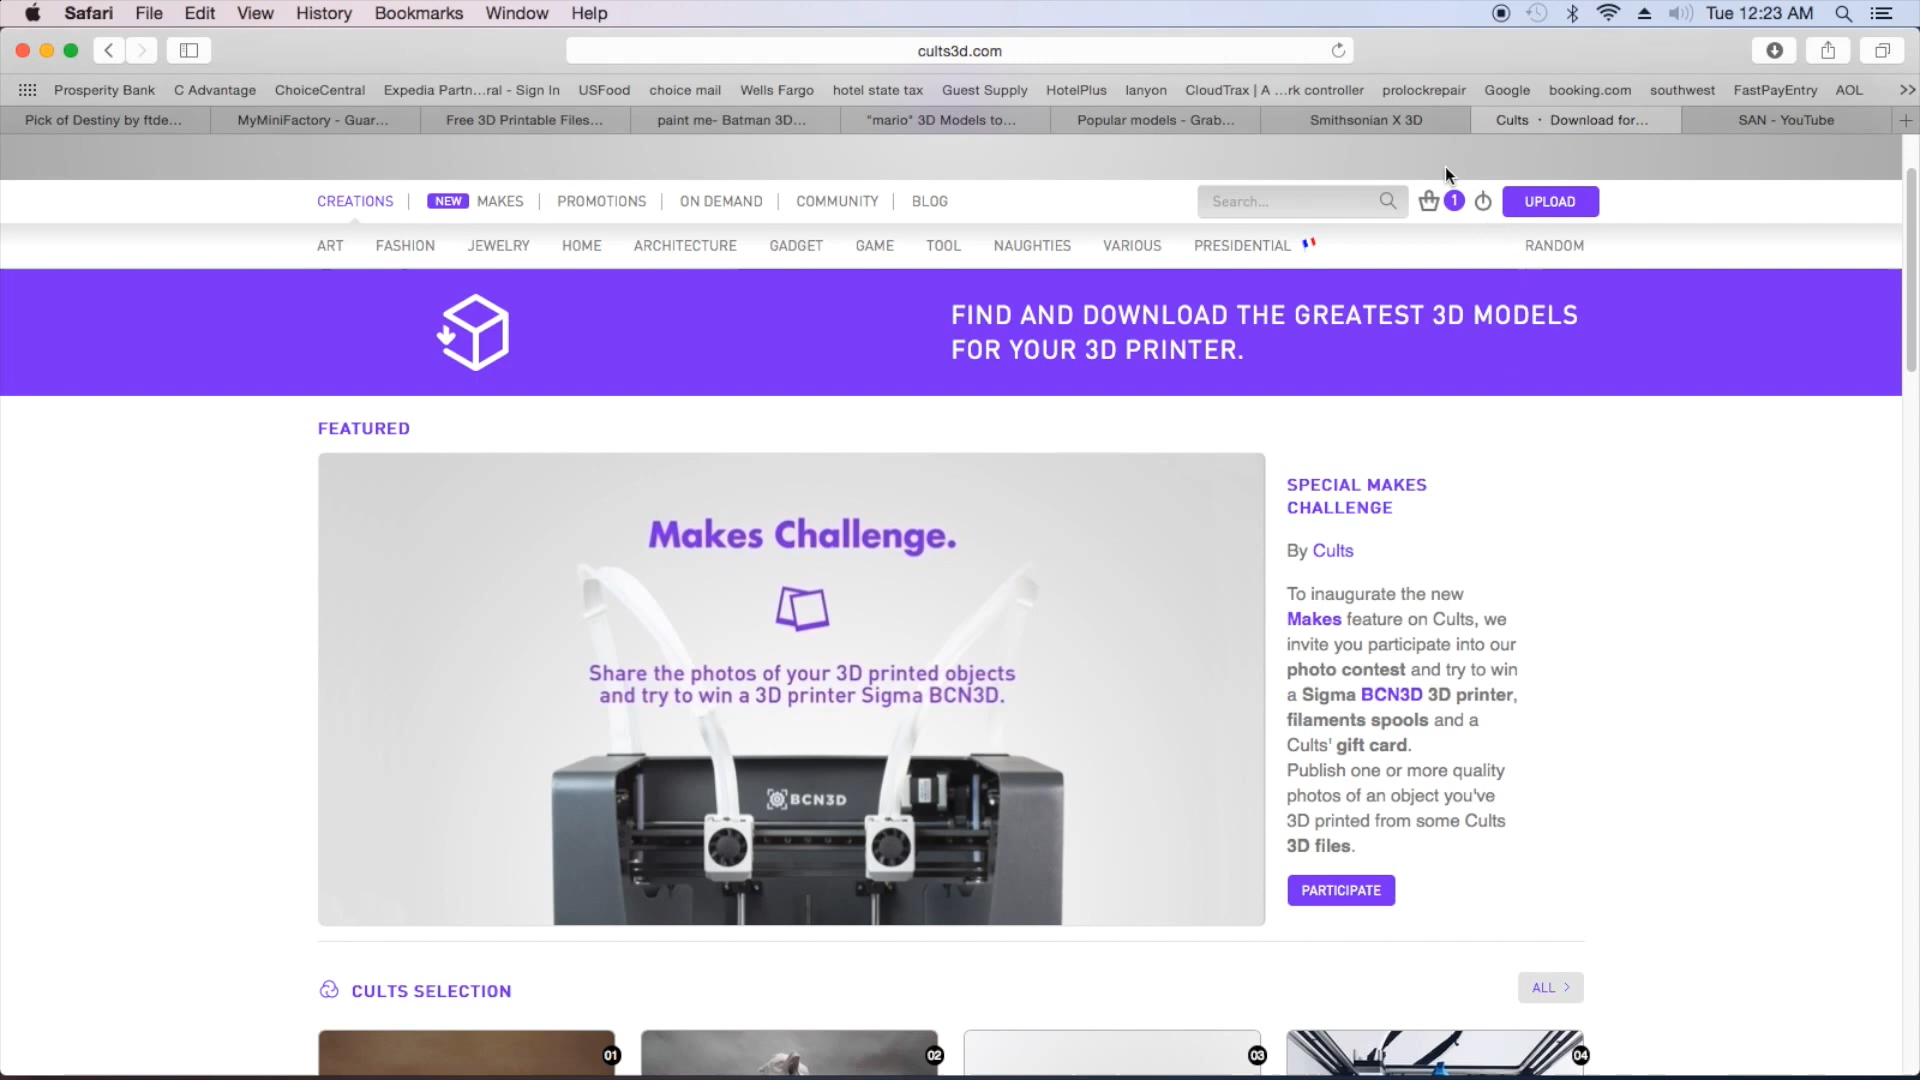 Safari File Edit View History Bookmarks Window Help Tue 12:23 AM
cults3d.com
Prosperity Bank C Advantage ChoiceCentral Expedia Partn...ral - Sign In USFood choice mail Wells Fargo hotel state tax Guest Supply HotelPlus lanyon CloudTrax | A ...rk controller prolockrepair Google booking.com southwest FastPayEntry AOL >>
Pick of Destiny by ftde... MyMiniFactory - Guar... Free 3D Printable Files... paint me- Batman 3D... "mario" 3D Models to... Popular models - Grab... Smithsonian X 3D Cults · Download for... SAN - YouTube
CREATIONS | NEW MAKES | PROMOTIONS | ON DEMAND | COMMUNITY | BLOG Search... 1 UPLOAD
ART FASHION JEWELRY HOME ARCHITECTURE GADGET GAME TOOL NAUGHTIES VARIOUS PRESIDENTIAL RANDOM
FIND AND DOWNLOAD THE GREATEST 3D MODELS
FOR YOUR 3D PRINTER.
FEATURED
Makes Challenge.
Share the photos of your 3D printed objects
and try to win a 3D printer Sigma BCN3D.
BCN3D
SPECIAL MAKES
CHALLENGE
By Cults
To inaugurate the new
Makes feature on Cults, we
invite you participate into our
photo contest and try to win
a Sigma BCN3D 3D printer,
filaments spools and a
Cults' gift card.
Publish one or more quality
photos of an object you've
3D printed from some Cults
3D files.
PARTICIPATE
CULTS SELECTION ALL >
01 02 03 04